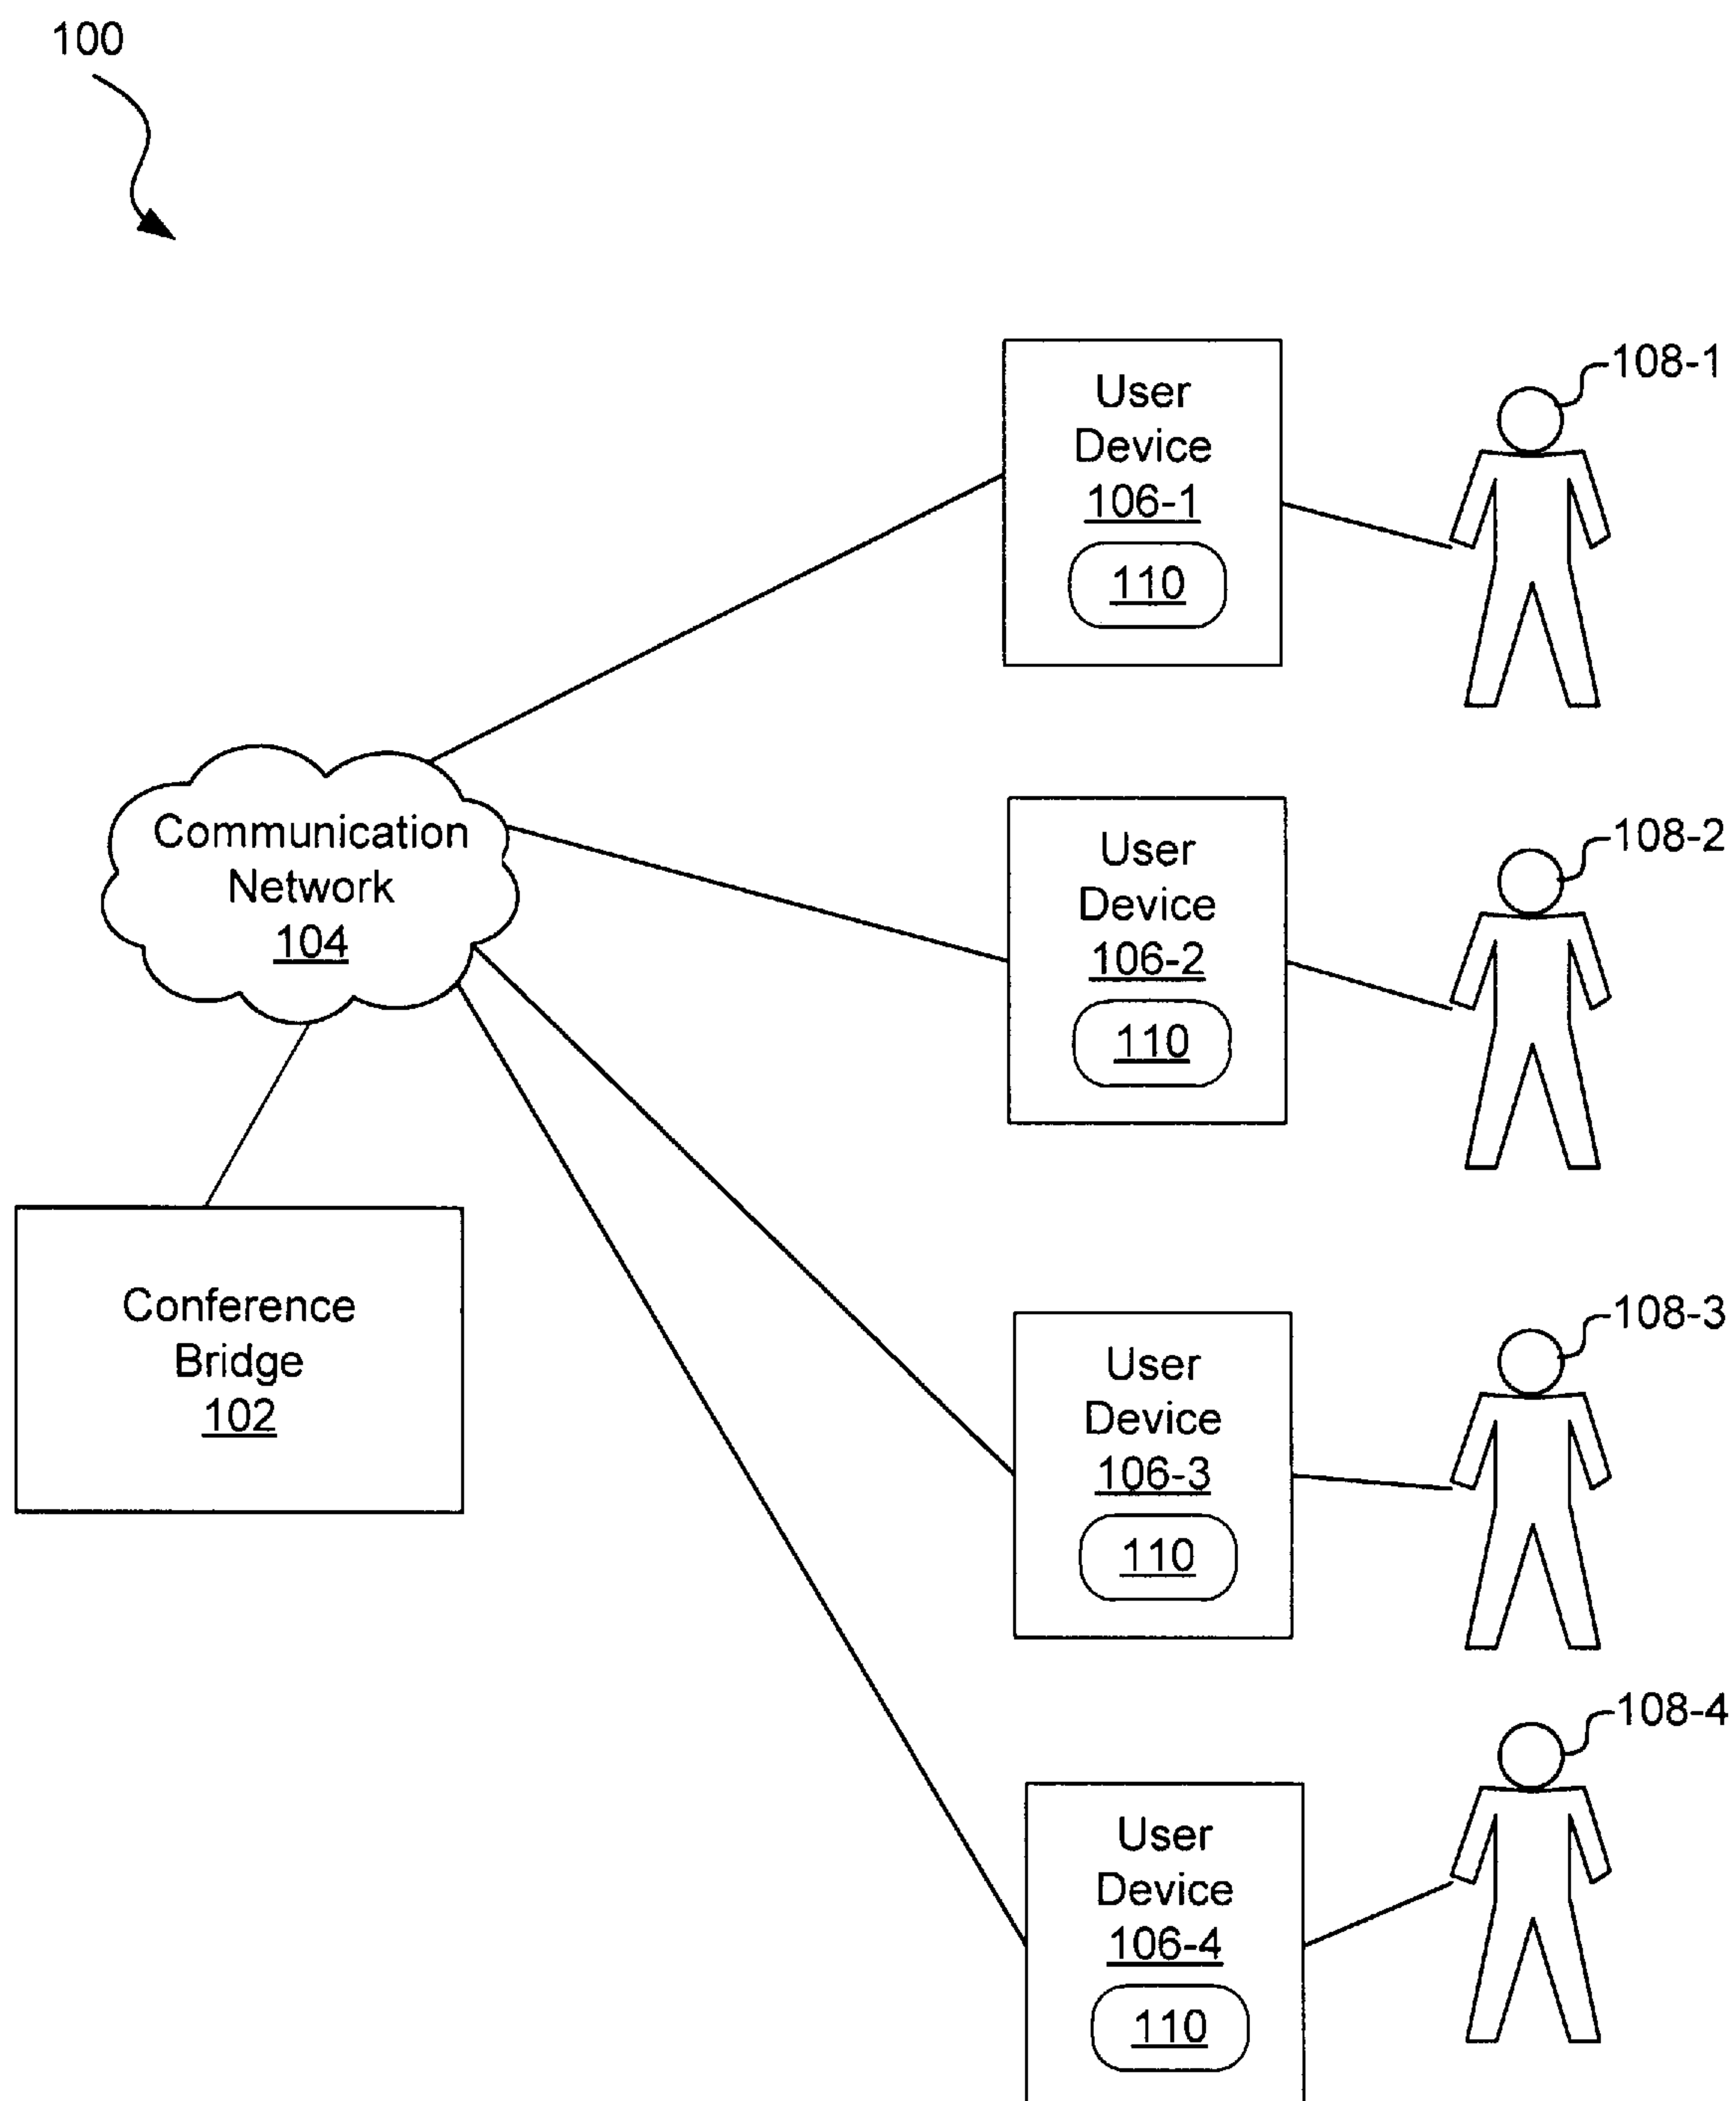 100
108-1
User
Device
106-1
110
108-2
Communication
Network
104
User
Device
106-2
110
108-3
Conference
Bridge
102
User
Device
106-3
110
108-4
User
Device
106-4
110